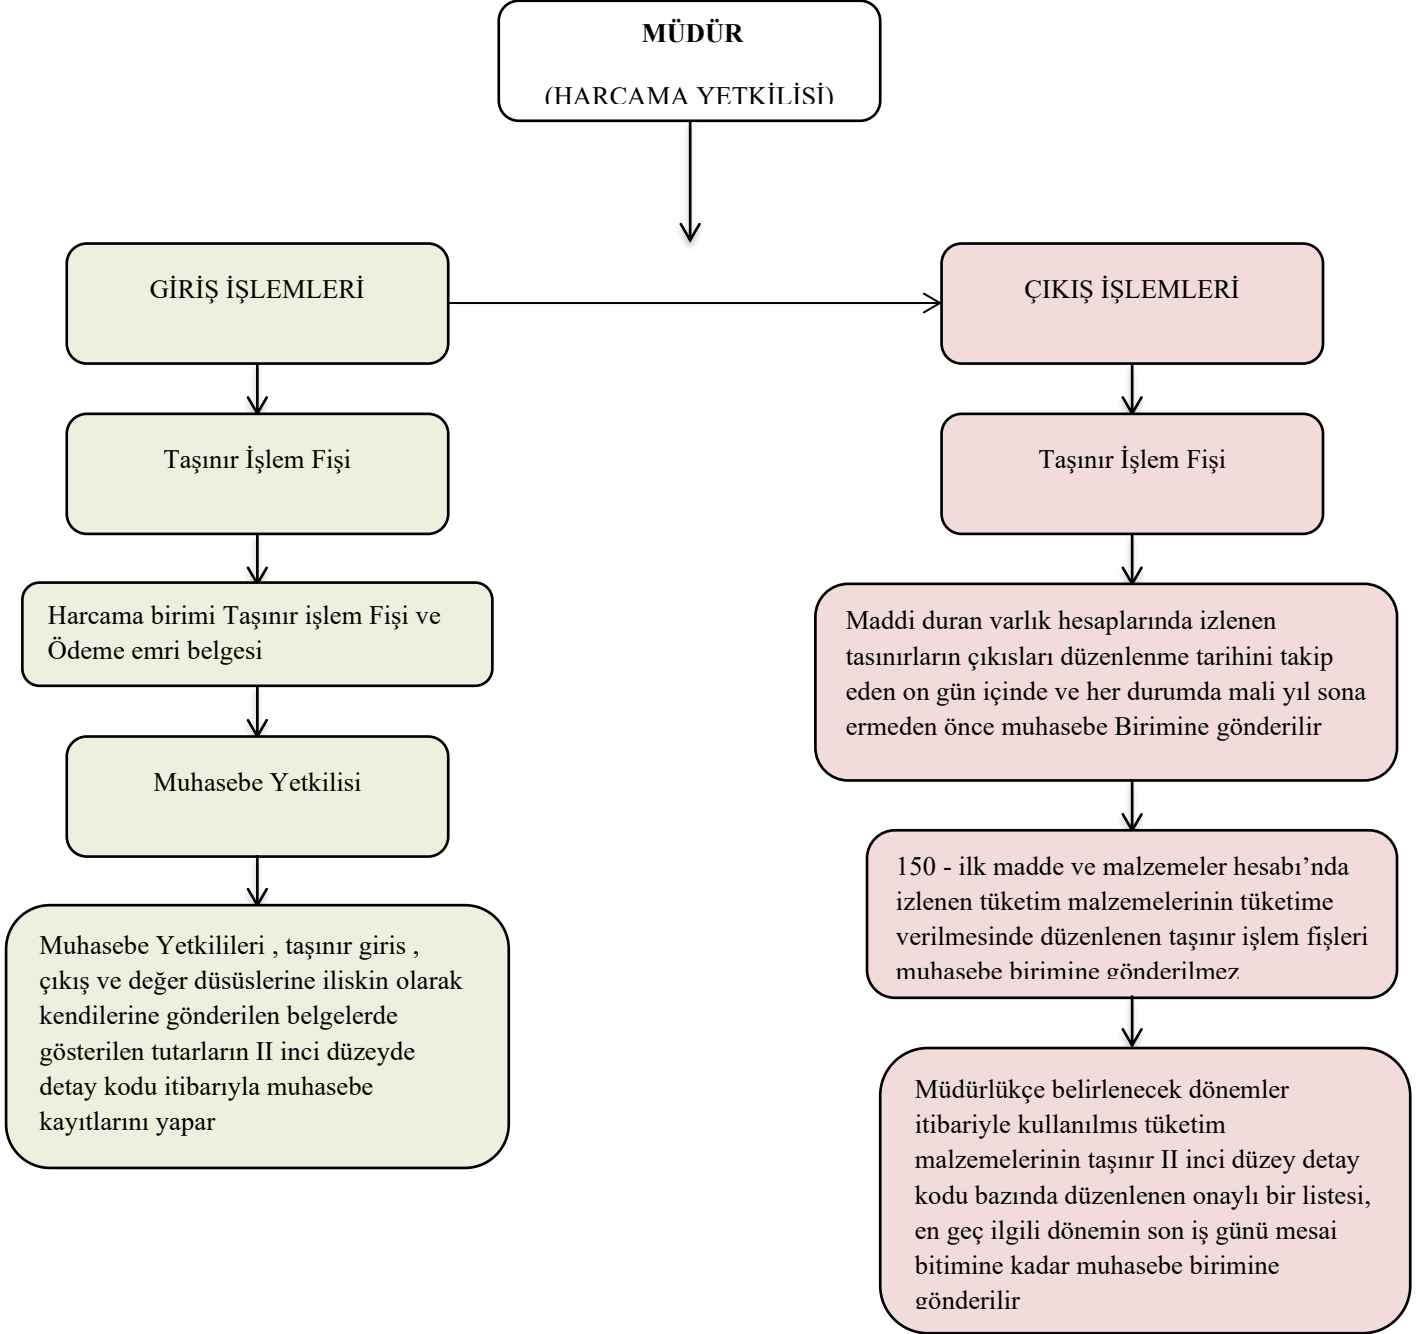 MÜDÜR
(HARCAMA YETKİLİSİ)
GİRİŞ İŞLEMLERİ
ÇIKIŞ İŞLEMLERİ
Taşınır İşlem Fişi
Taşınır İşlem Fişi
Harcama birimi Taşınır işlem Fişi ve
Ödeme emri belgesi
Maddi duran varlık hesaplarında izlenen
tasınırların çıkısları düzenlenme tarihini takip
eden on gün içinde ve her durumda mali yıl sona
ermeden önce muhasebe Birimine gönderilir
Muhasebe Yetkilisi
150 - ilk madde ve malzemeler hesabı’nda
izlenen tüketim malzemelerinin tüketime
verilmesinde düzenlenen taşınır işlem fişleri
muhasebe birimine gönderilmez
Muhasebe Yetkilileri , taşınır giris ,
çıkış ve değer düsüslerine iliskin olarak
kendilerine gönderilen belgelerde
gösterilen tutarların II inci düzeyde
detay kodu itibarıyla muhasebe
kayıtlarını yapar
Müdürlükçe belirlenecek dönemler
itibariyle kullanılmıs tüketim
malzemelerinin taşınır II inci düzey detay
kodu bazında düzenlenen onaylı bir listesi,
en geç ilgili dönemin son iş günü mesai
bitimine kadar muhasebe birimine
gönderilir